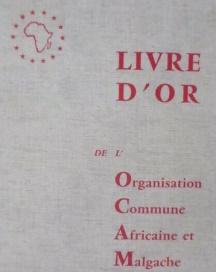 LIVRE
D'OR
DE L'
Organisation
Commune
Africaine et
Malgache